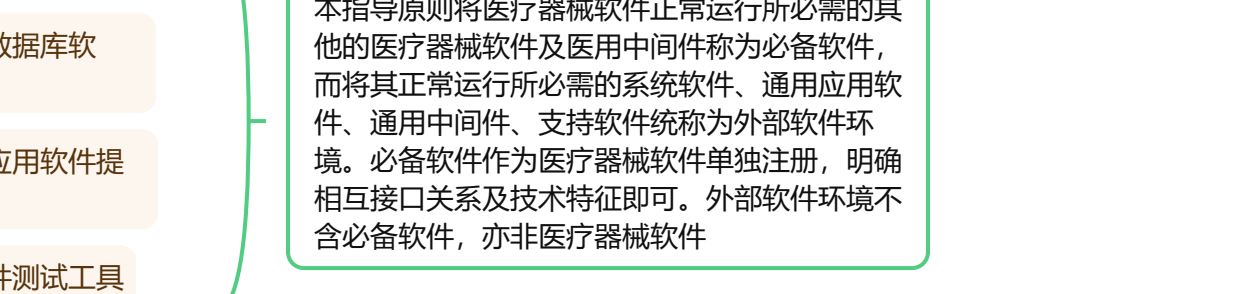 数据库软
应用软件提
件测试工具
本指导原则将医疗器械软件正常运行所必需的其
他的医疗器械软件及医用中间件称为必备软件，
而将其正常运行所必需的系统软件、通用应用软
件、通用中间件、支持软件统称为外部软件环
境。必备软件作为医疗器械软件单独注册，明确
相互接口关系及技术特征即可。外部软件环境不
含必备软件，亦非医疗器械软件